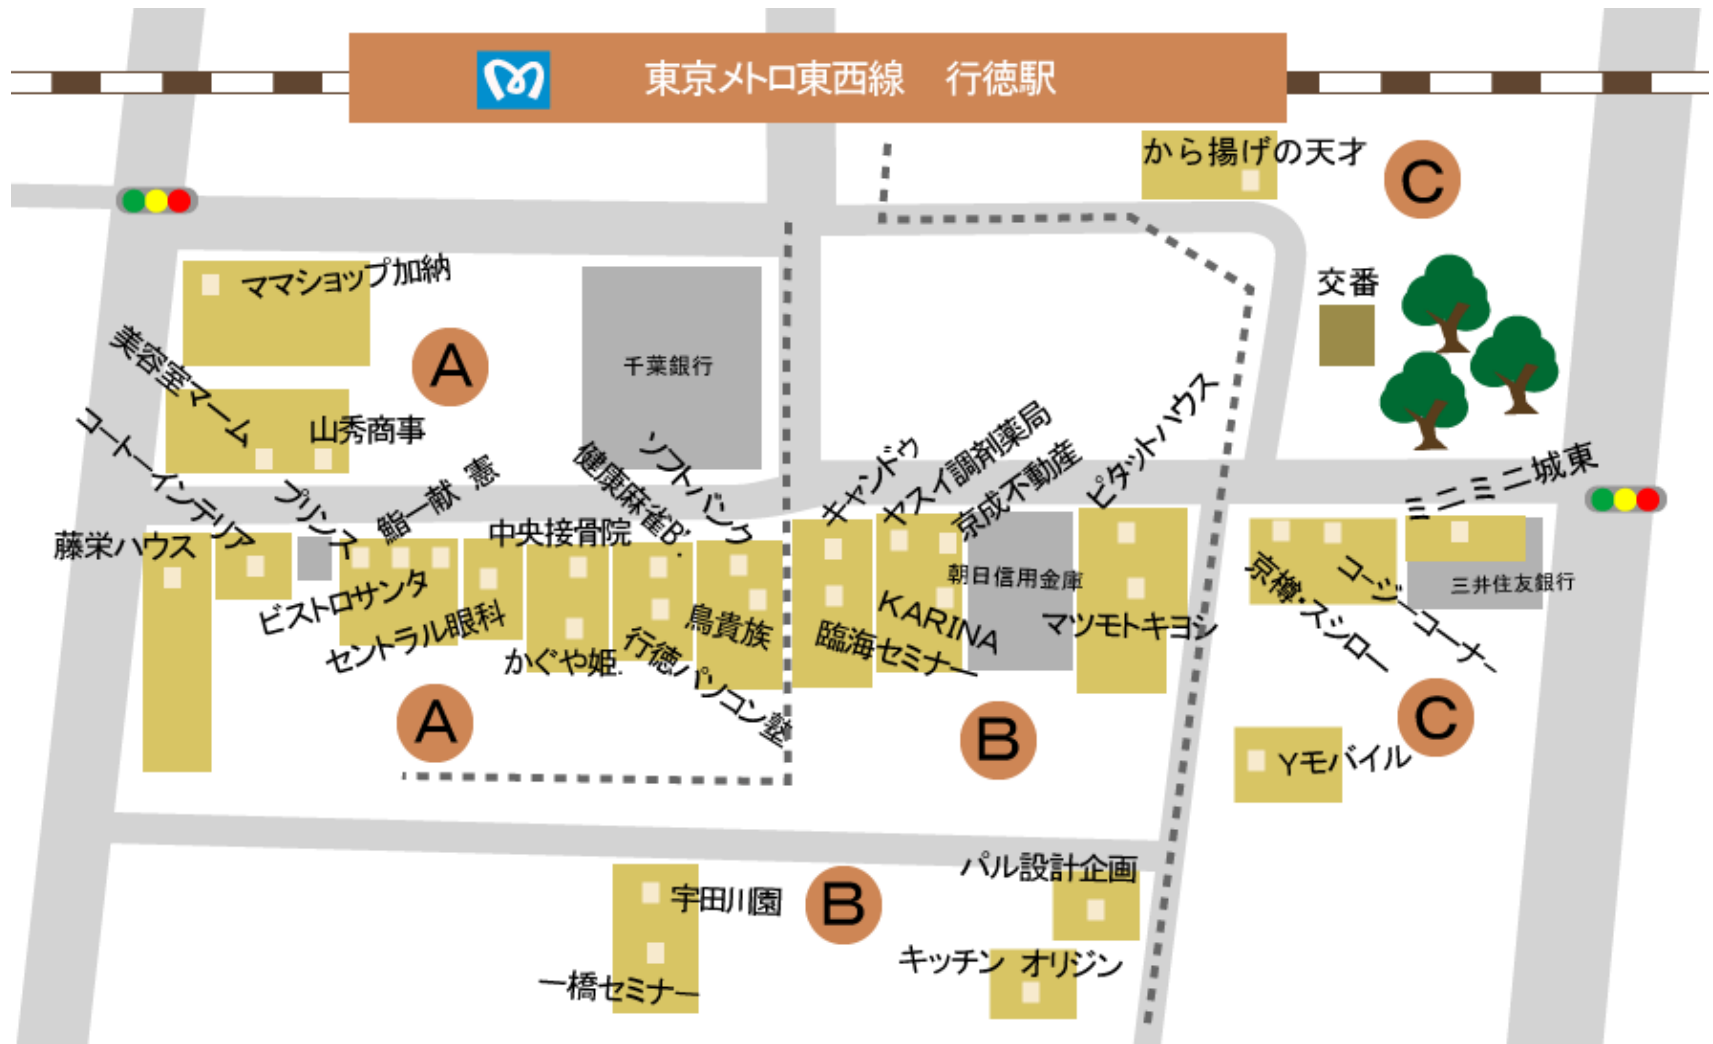 東京メトロ東西線　行徳駅
から揚げの天才
C
交番
ママショップ加納
千葉銀行
A
美容室マーム
山秀商事
コートーインテリア
プリンス
鮨一献 憲
健康麻雀B'.
ソフトバンク
キャンドゥ
ヤスイ調剤薬局
京成不動産
ピタットハウス
ミニミニ城東
藤栄ハウス
中央接骨院
朝日信用金庫
三井住友銀行
ビストロサンタ
セントラル眼科
かぐや姫.
行徳パソコン塾
鳥貴族
臨海セミナー
KARINA
マツモトキヨシ
京樽・スシロー
コージーコーナー
A
B
C
Yモバイル
パル設計企画
宇田川園
B
キッチン オリジン
一橋セミナー